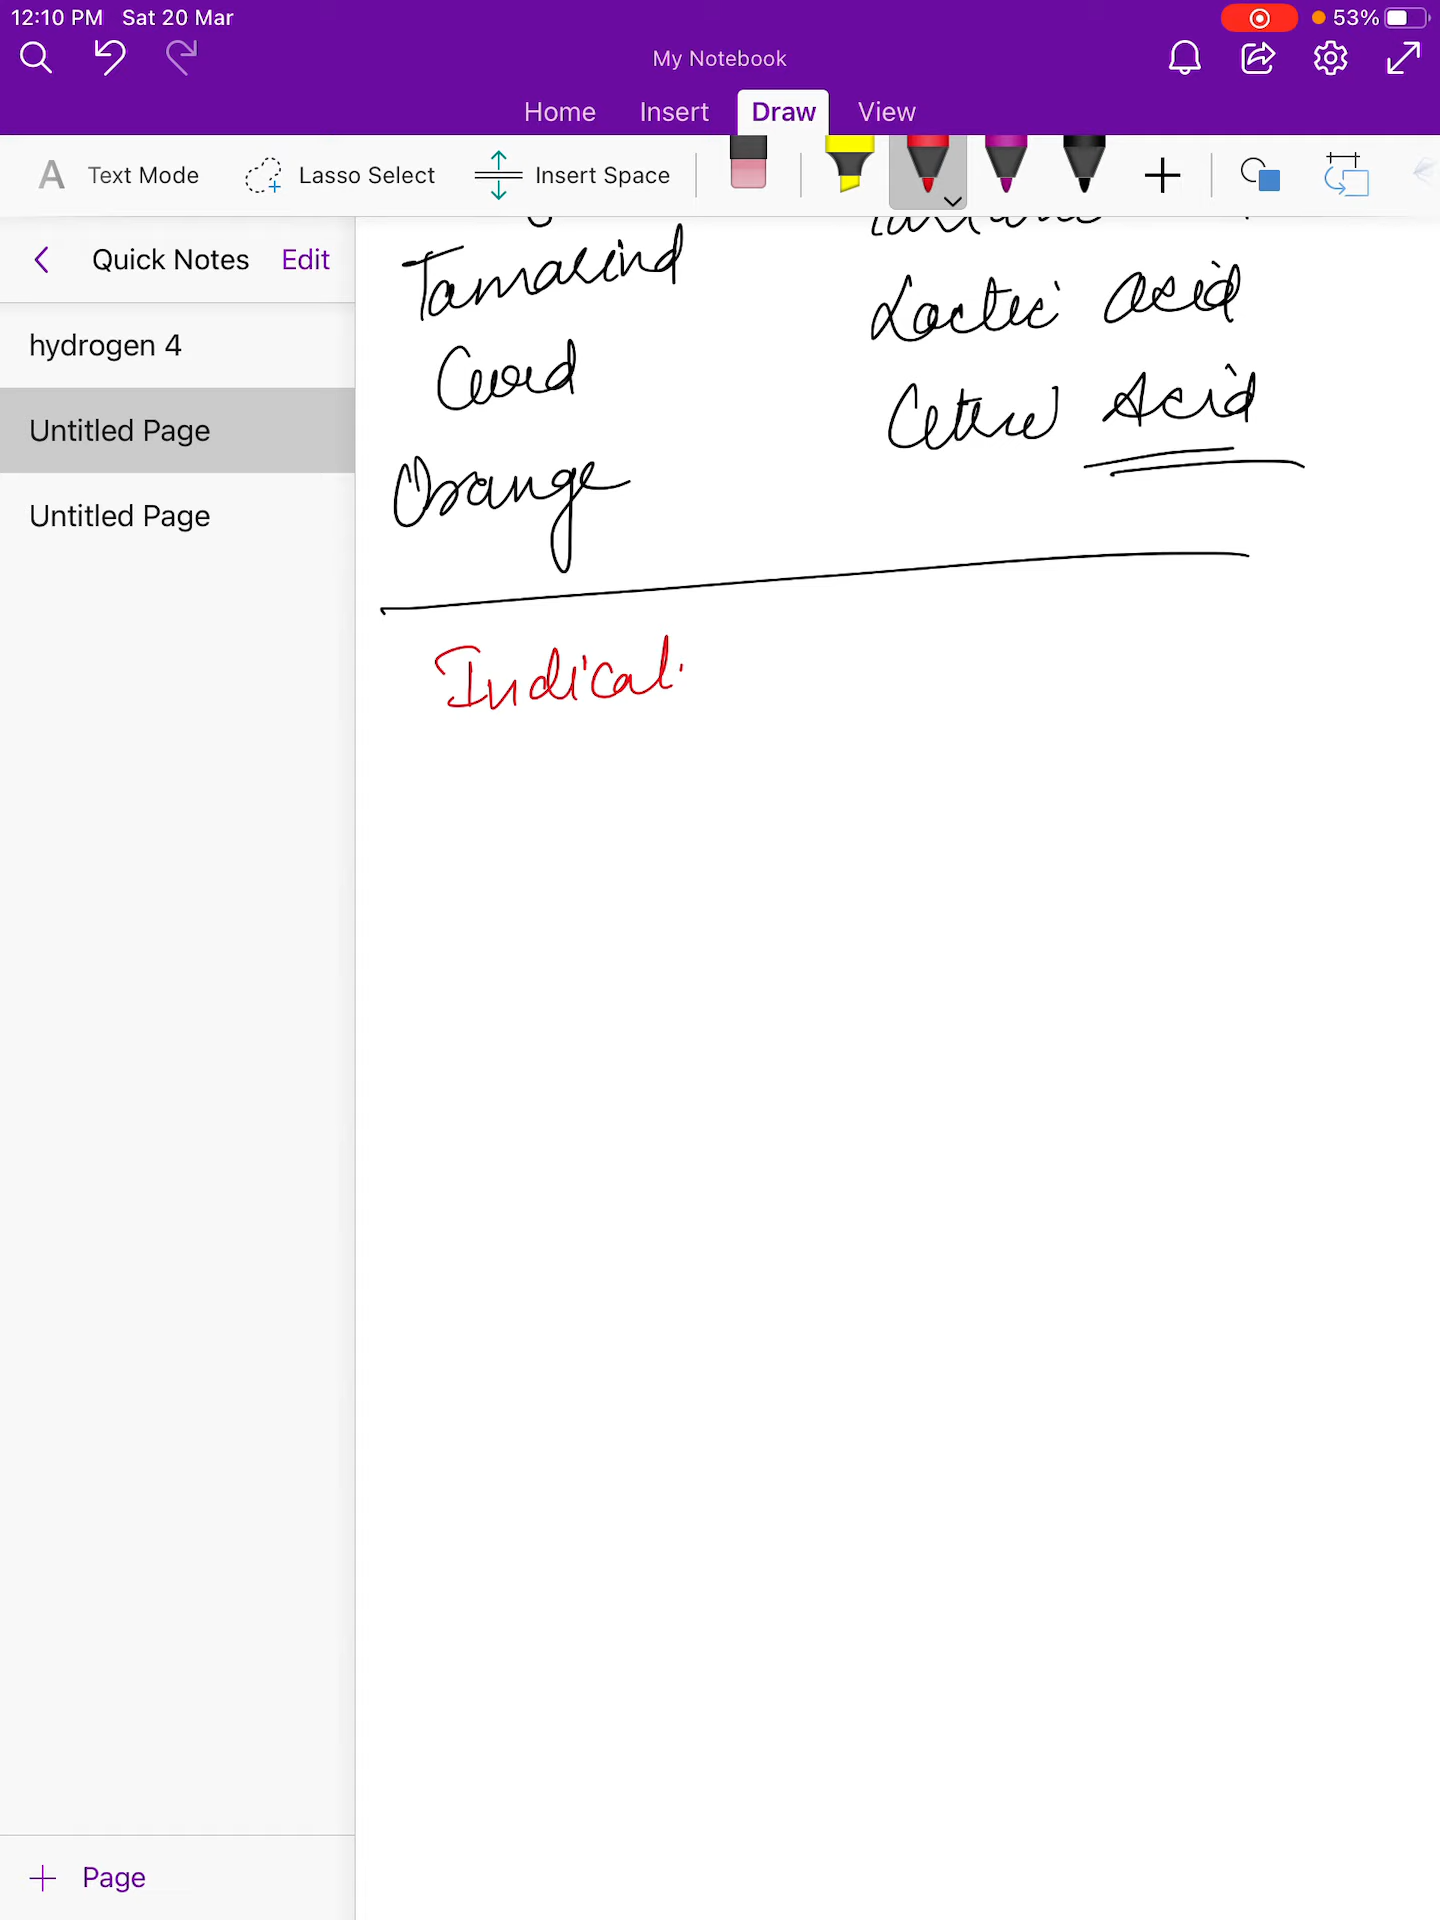 12:10 PM Sat 20 Mar
53%
My Notebook
Home Insert Draw View
A Text Mode Lasso Select Insert Space
Quick Notes Edit
hydrogen 4
Untitled Page
Untitled Page
Tamarind
Lactic acid
Curd
Citric Acid
Orange
Indicat
+ Page